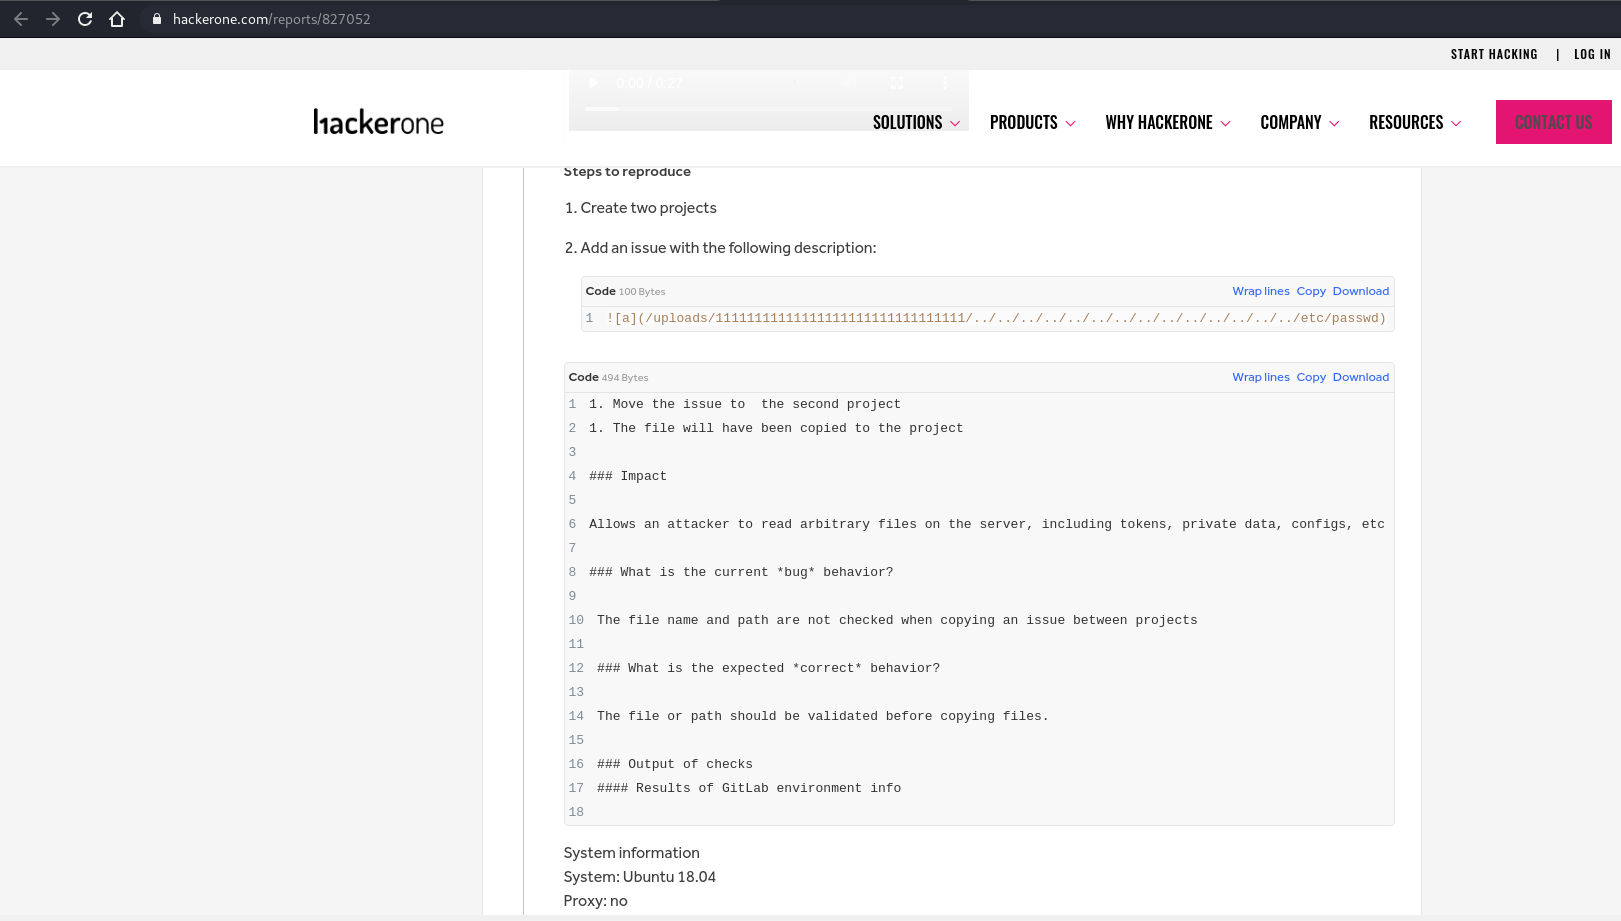 hackerone.com/reports/827052
START HACKING | LOG IN
0:00 / 0:27
hackerone
SOLUTIONS PRODUCTS WHY HACKERONE COMPANY RESOURCES CONTACT US
Steps to reproduce
1. Create two projects
2. Add an issue with the following description:
Code 100 Bytes Wrap lines Copy Download
1 ![a](/uploads/11111111111111111111111111111111/../../../../../../../../../../../../../../etc/passwd)
Code 494 Bytes Wrap lines Copy Download
1 1. Move the issue to  the second project
2 1. The file will have been copied to the project
3
4 ### Impact
5
6 Allows an attacker to read arbitrary files on the server, including tokens, private data, configs, etc
7
8 ### What is the current *bug* behavior?
9
10 The file name and path are not checked when copying an issue between projects
11
12 ### What is the expected *correct* behavior?
13
14 The file or path should be validated before copying files.
15
16 ### Output of checks
17 #### Results of GitLab environment info
18
System information
System: Ubuntu 18.04
Proxy: no